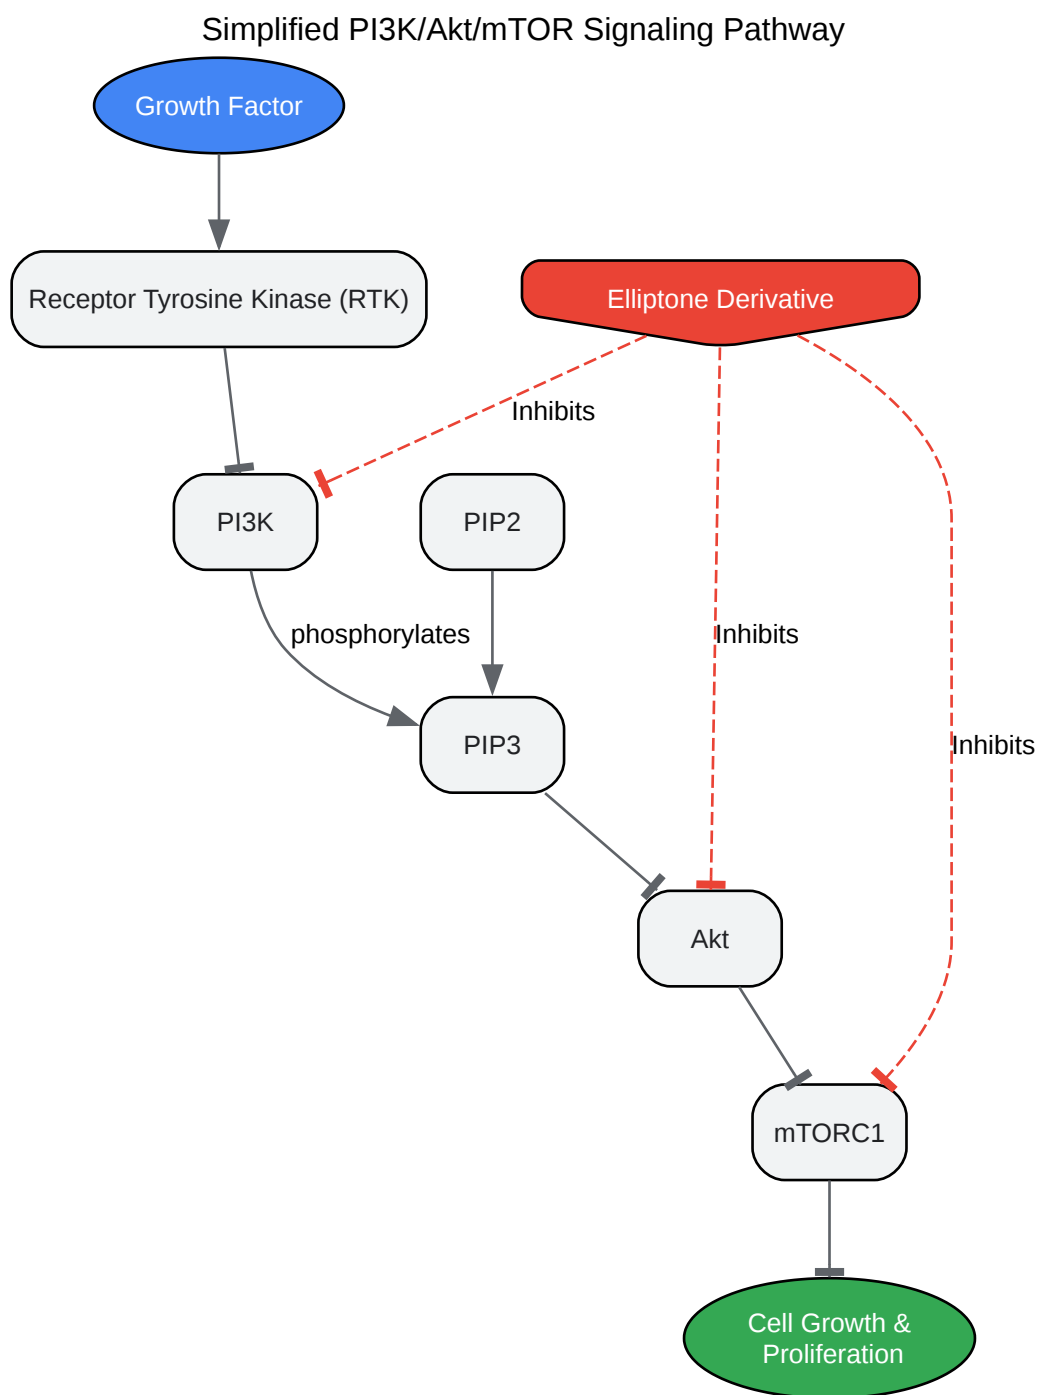 Simplified PI3K/Akt/mTOR Signaling Pathway
Growth Factor
Receptor Tyrosine Kinase (RTK)
Elliptone Derivative
Inhibits
PI3K
PIP2
phosphorylates
Inhibits
PIP3
Inhibits
Akt
mTORC1
Cell Growth &
Proliferation